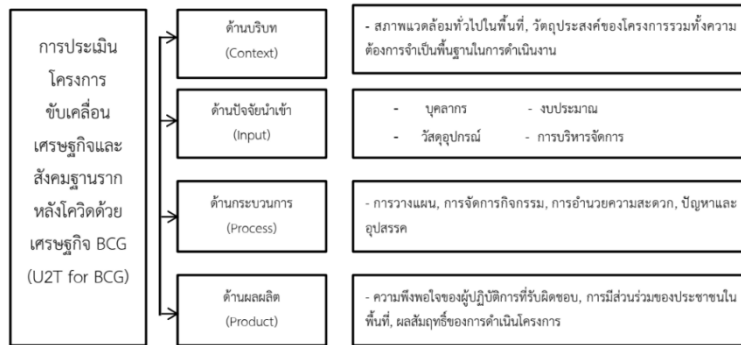 การประเมิน
โครงการ
ขับเคลื่อน
เศรษฐกิจและ
สังคมฐานราก
หลังโควิดด้วย
เศรษฐกิจ BCG
(U2T for BCG)
ด้านบริบท
(Context)
- สภาพแวดล้อมทั่วไปในพื้นที่, วัตถุประสงค์ของโครงการรวมทั้งความ
ต้องการจำเป็นพื้นฐานในการดำเนินงาน
ด้านปัจจัยนำเข้า
(Input)
- บุคลากร - งบประมาณ
- วัสดุอุปกรณ์ - การบริหารจัดการ
ด้านกระบวนการ
(Process)
- การวางแผน, การจัดการกิจกรรม, การอำนวยความสะดวก, ปัญหาและ
อุปสรรค
ด้านผลผลิต
(Product)
- ความพึงพอใจของผู้ปฏิบัติการที่รับผิดชอบ, การมีส่วนร่วมของประชาชนใน
พื้นที่, ผลสัมฤทธิ์ของการดำเนินโครงการ